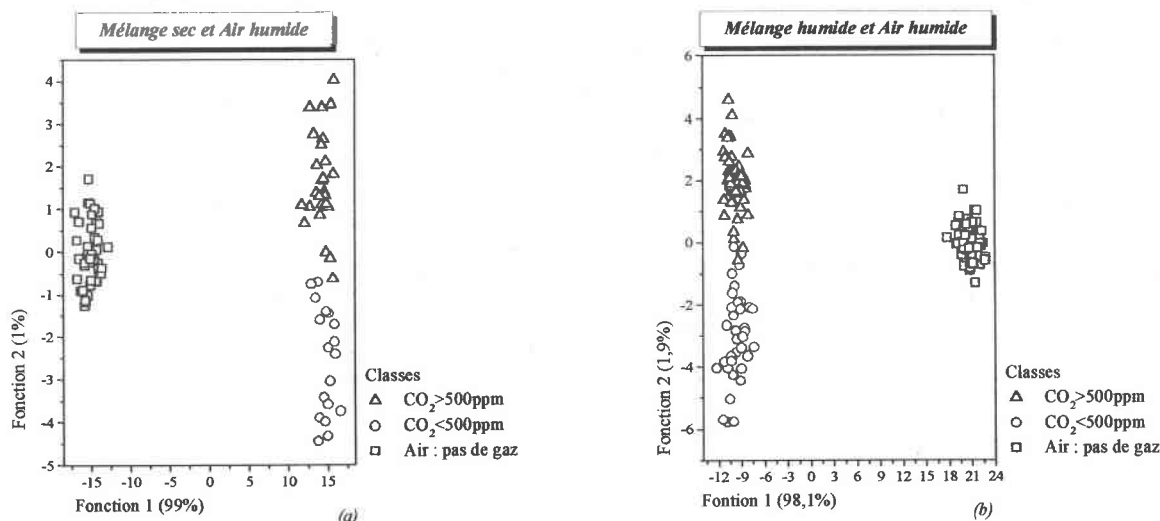 Mélange sec et Air humide
4
3
2
1
0
-1
-2
-3
-4
-5
Fonction 2 (1%)
-15 -10 -5 0 5 10 15
Fonction 1 (99%)
(a)
Classes
CO2>500ppm
CO2<500ppm
Air : pas de gaz
Mélange humide et Air humide
6
4
2
0
-2
-4
-6
Fonction 2 (1,9%)
-12 -9 -6 -3 0 3 6 9 12 15 18 21 24
Fontion 1 (98,1%)
(b)
Classes
CO2>500ppm
CO2<500ppm
Air : pas de gaz